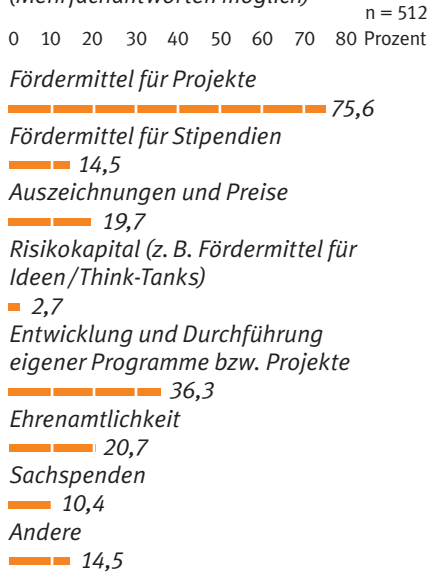 (Mehrfachantworten möglich)
n = 512
0 10 20 30 40 50 60 70 80 Prozent
Fördermittel für Projekte
75,6
Fördermittel für Stipendien
14,5
Auszeichnungen und Preise
19,7
Risikokapital (z. B. Fördermittel für
Ideen/Think-Tanks)
2,7
Entwicklung und Durchführung
eigener Programme bzw. Projekte
36,3
Ehrenamtlichkeit
20,7
Sachspenden
10,4
Andere
14,5